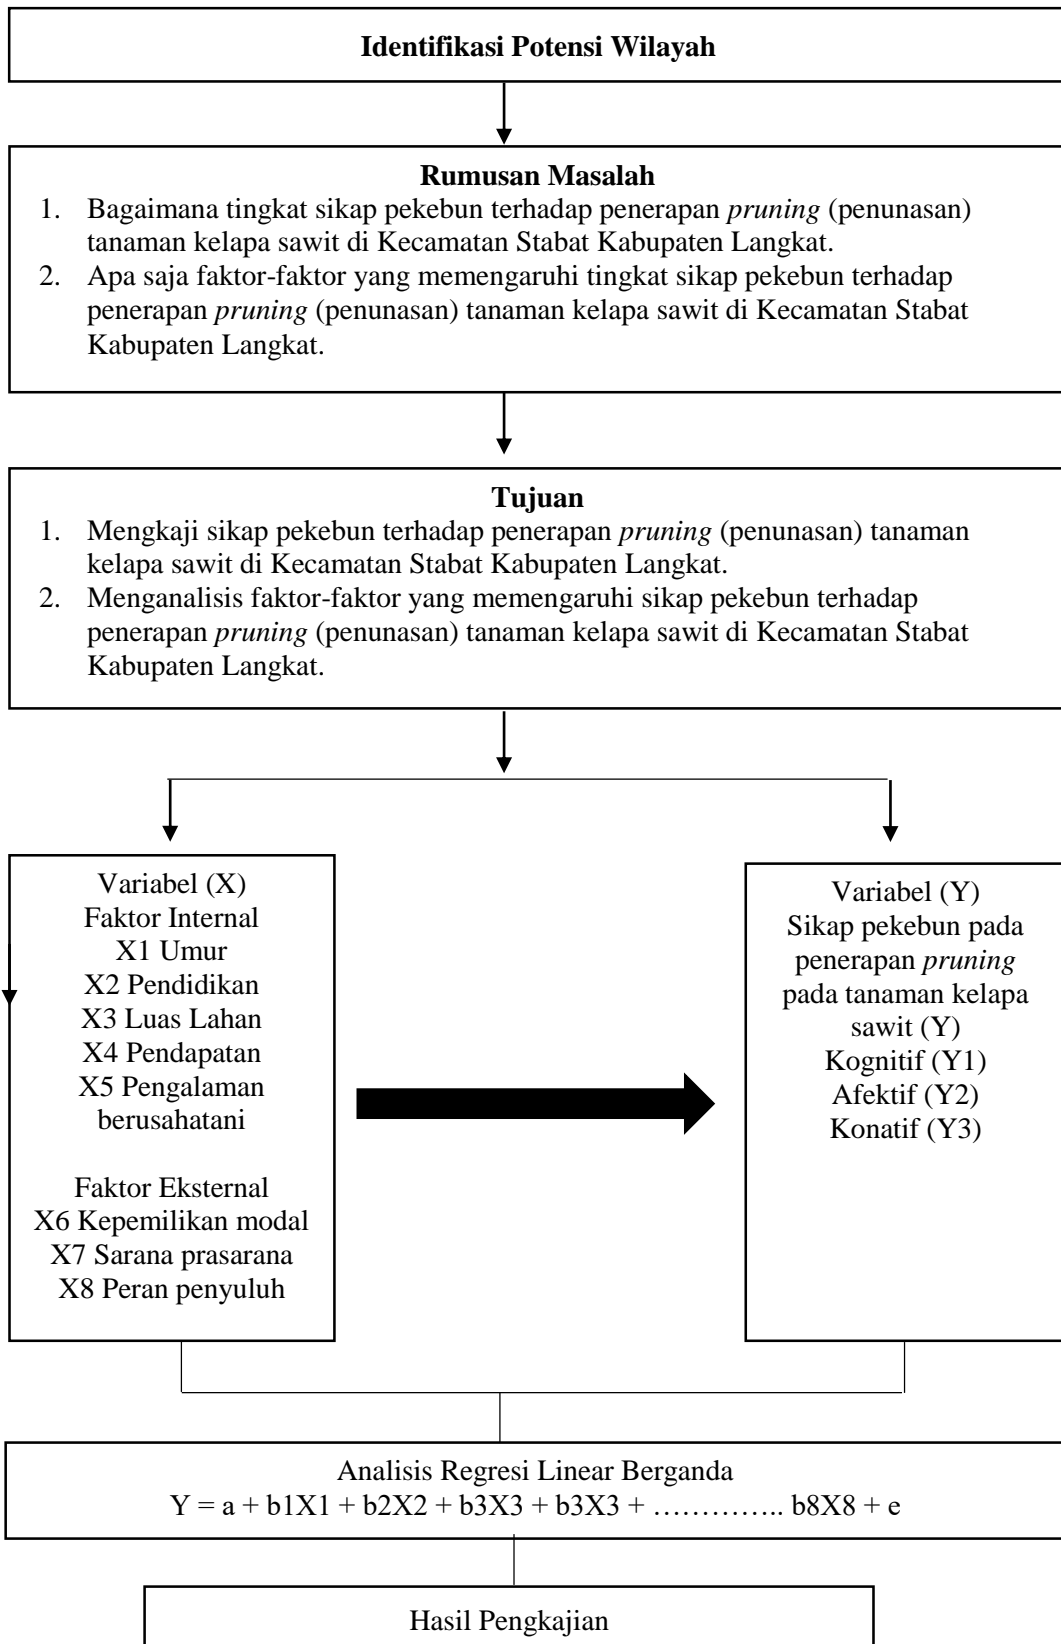 Identifikasi Potensi Wilayah
Rumusan Masalah
1. Bagaimana tingkat sikap pekebun terhadap penerapan pruning (penunasan)
tanaman kelapa sawit di Kecamatan Stabat Kabupaten Langkat.
2. Apa saja faktor-faktor yang memengaruhi tingkat sikap pekebun terhadap
penerapan pruning (penunasan) tanaman kelapa sawit di Kecamatan Stabat
Kabupaten Langkat.
Tujuan
1. Mengkaji sikap pekebun terhadap penerapan pruning (penunasan) tanaman
kelapa sawit di Kecamatan Stabat Kabupaten Langkat.
2. Menganalisis faktor-faktor yang memengaruhi sikap pekebun terhadap
penerapan pruning (penunasan) tanaman kelapa sawit di Kecamatan Stabat
Kabupaten Langkat.
Variabel (X)
Faktor Internal
X1 Umur
X2 Pendidikan
X3 Luas Lahan
X4 Pendapatan
X5 Pengalaman
berusahatani
Faktor Eksternal
X6 Kepemilikan modal
X7 Sarana prasarana
X8 Peran penyuluh
Variabel (Y)
Sikap pekebun pada
penerapan pruning
pada tanaman kelapa
sawit (Y)
Kognitif (Y1)
Afektif (Y2)
Konatif (Y3)
Analisis Regresi Linear Berganda
Y = a + b1X1 + b2X2 + b3X3 + b3X3 + ………….. b8X8 + e
Hasil Pengkajian